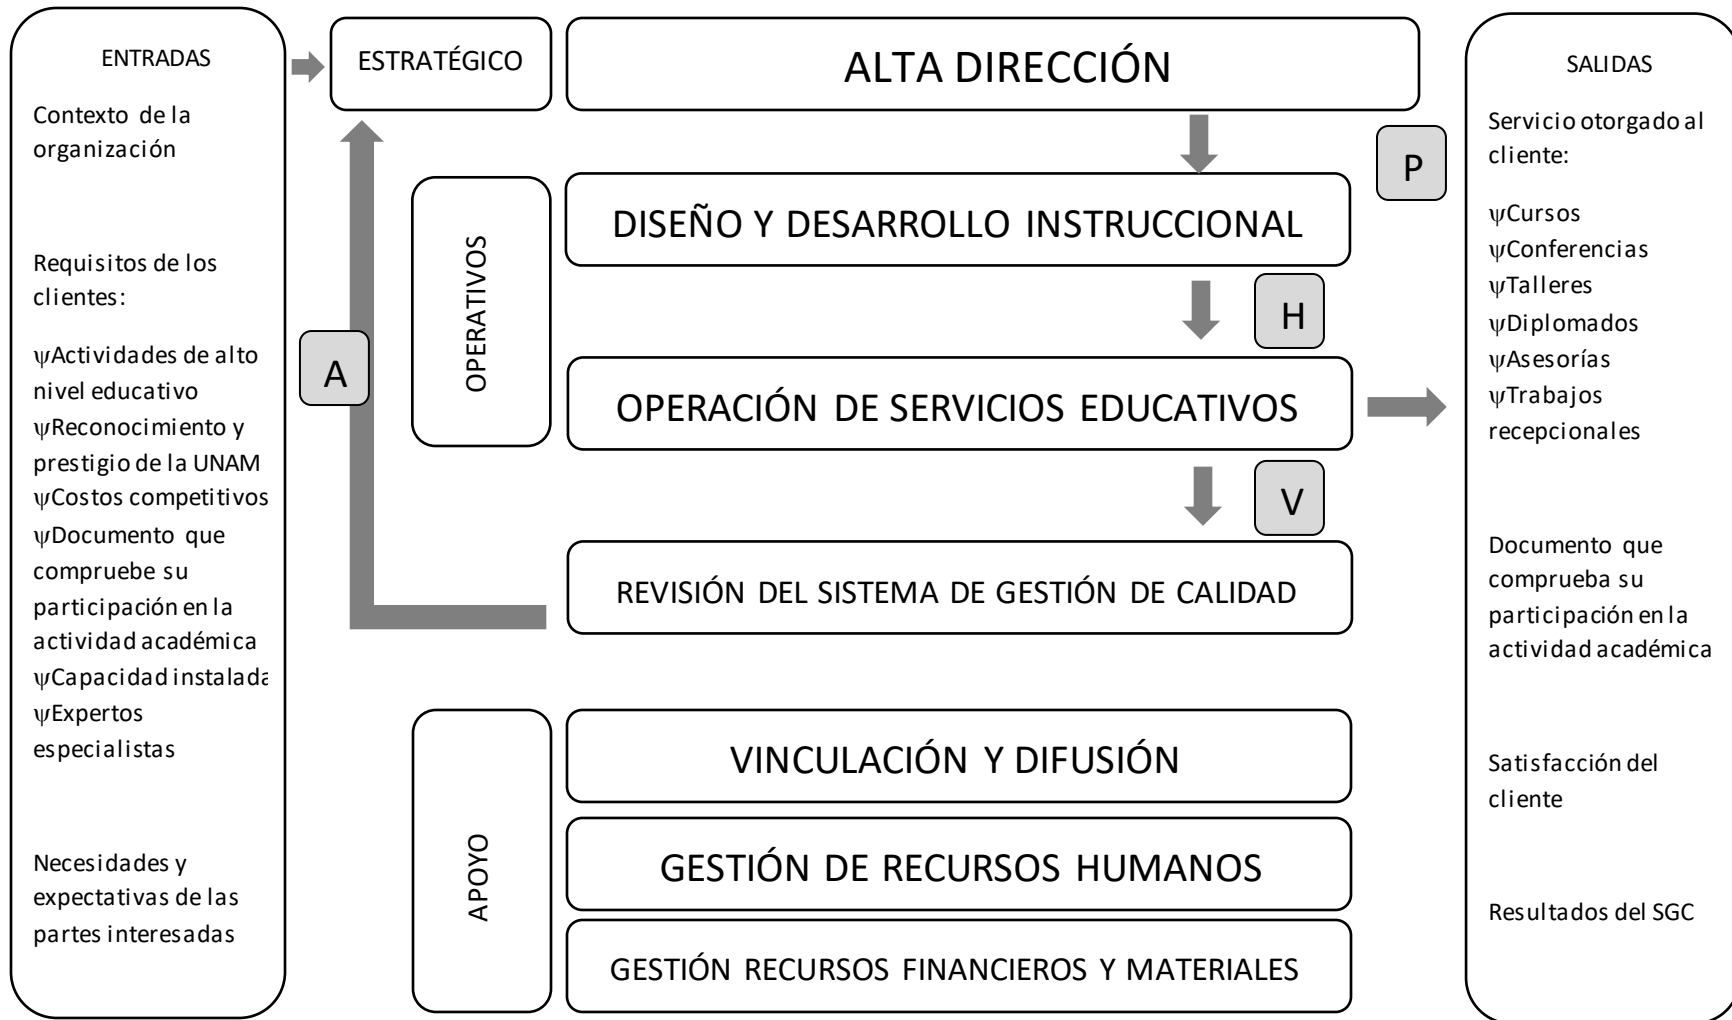 ENTRADAS
Contexto de la
organización
Requisitos de los
clientes:
ψActividades de alto
nivel educativo
ψReconocimiento y
prestigio de la UNAM
ψCostos competitivos
ψDocumento que
compruebe su
participación en la
actividad académica
ψCapacidad instalada
ψExpertos
especialistas
Necesidades y
expectativas de las
partes interesadas
ESTRATÉGICO
ALTA DIRECCIÓN
P
OPERATIVOS
DISEÑO Y DESARROLLO INSTRUCCIONAL
H
A
OPERACIÓN DE SERVICIOS EDUCATIVOS
V
REVISIÓN DEL SISTEMA DE GESTIÓN DE CALIDAD
APOYO
VINCULACIÓN Y DIFUSIÓN
GESTIÓN DE RECURSOS HUMANOS
GESTIÓN RECURSOS FINANCIEROS Y MATERIALES
SALIDAS
Servicio otorgado al
cliente:
ψCursos
ψConferencias
ψTalleres
ψDiplomados
ψAsesorías
ψTrabajos
recepcionales
Documento que
comprueba su
participación en la
actividad académica
Satisfacción del
cliente
Resultados del SGC